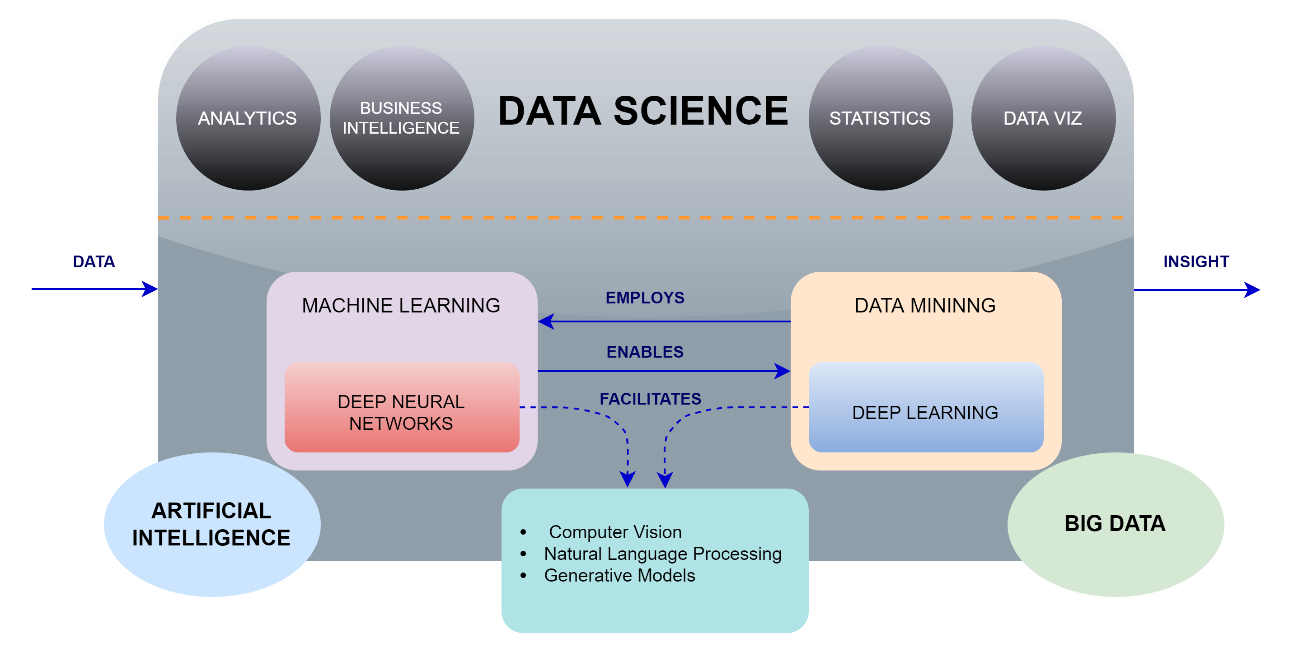 ANALYTICS
BUSINESS
INTELLIGENCE
DATA SCIENCE
STATISTICS
DATA VIZ
DATA
INSIGHT
MACHINE LEARNING
EMPLOYS
DATA MININNG
ENABLES
FACILITATES
DEEP NEURAL
NETWORKS
DEEP LEARNING
ARTIFICIAL
INTELLIGENCE
BIG DATA
• Computer Vision
• Natural Language Processing
• Generative Models